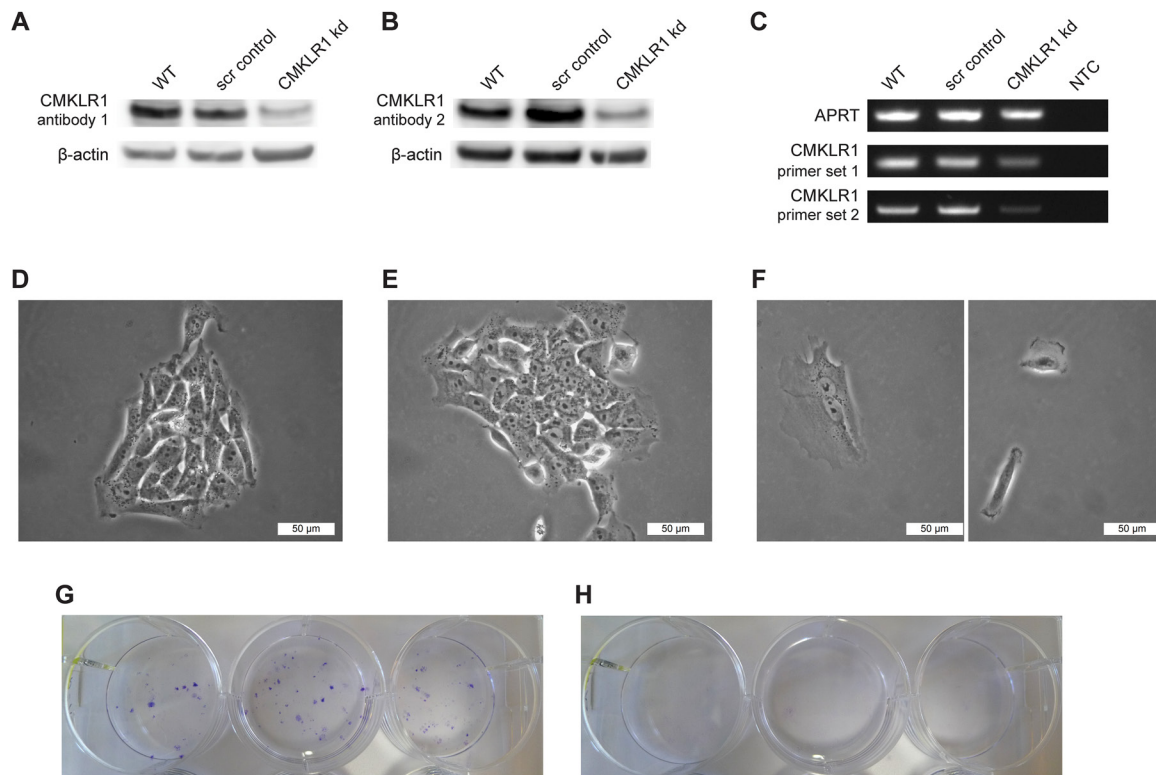 A
WT
scr control
CMKLR1 kd
CMKLR1
antibody 1
β-actin
B
WT
scr control
CMKLR1 kd
CMKLR1
antibody 2
β-actin
C
WT
scr control
CMKLR1 kd
NTC
APRT
CMKLR1
primer set 1
CMKLR1
primer set 2
D
50 µm
E
50 µm
F
50 µm
50 µm
G
H